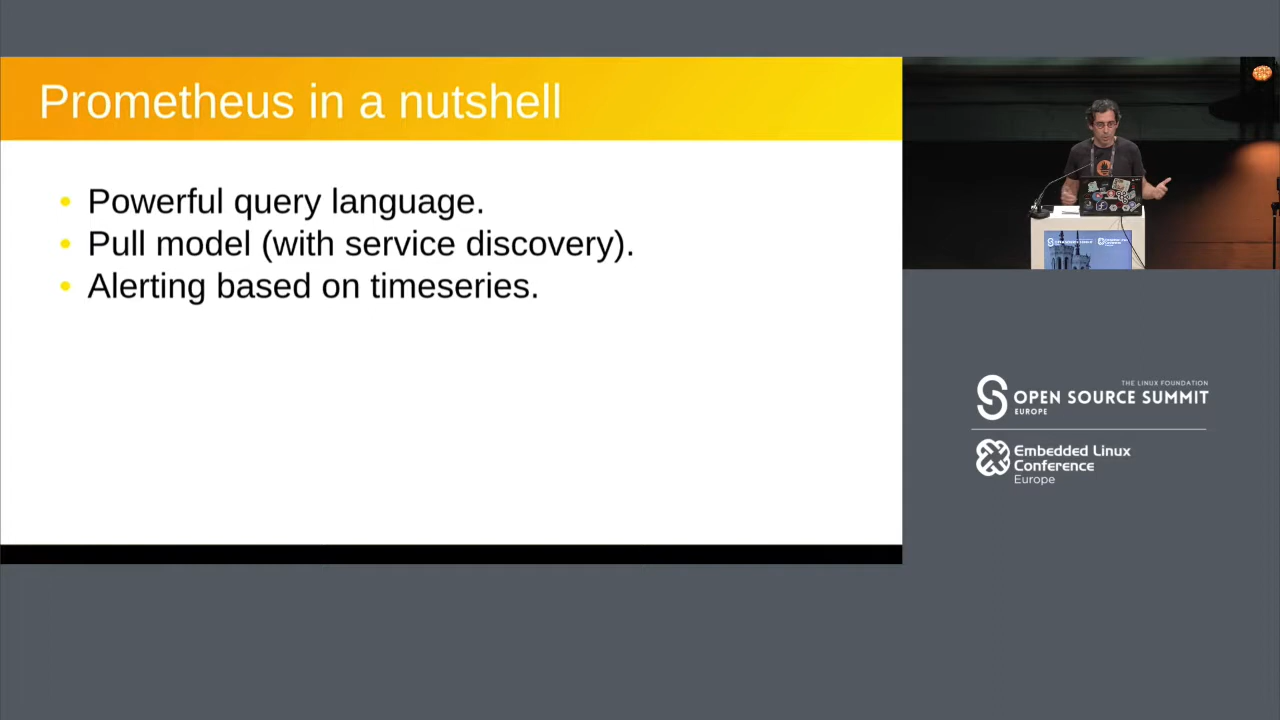 Prometheus in a nutshell
• Powerful query language.
• Pull model (with service discovery).
• Alerting based on timeseries.
THE LINUX FOUNDATION
OPEN SOURCE SUMMIT
EUROPE
Embedded Linux
Conference
Europe